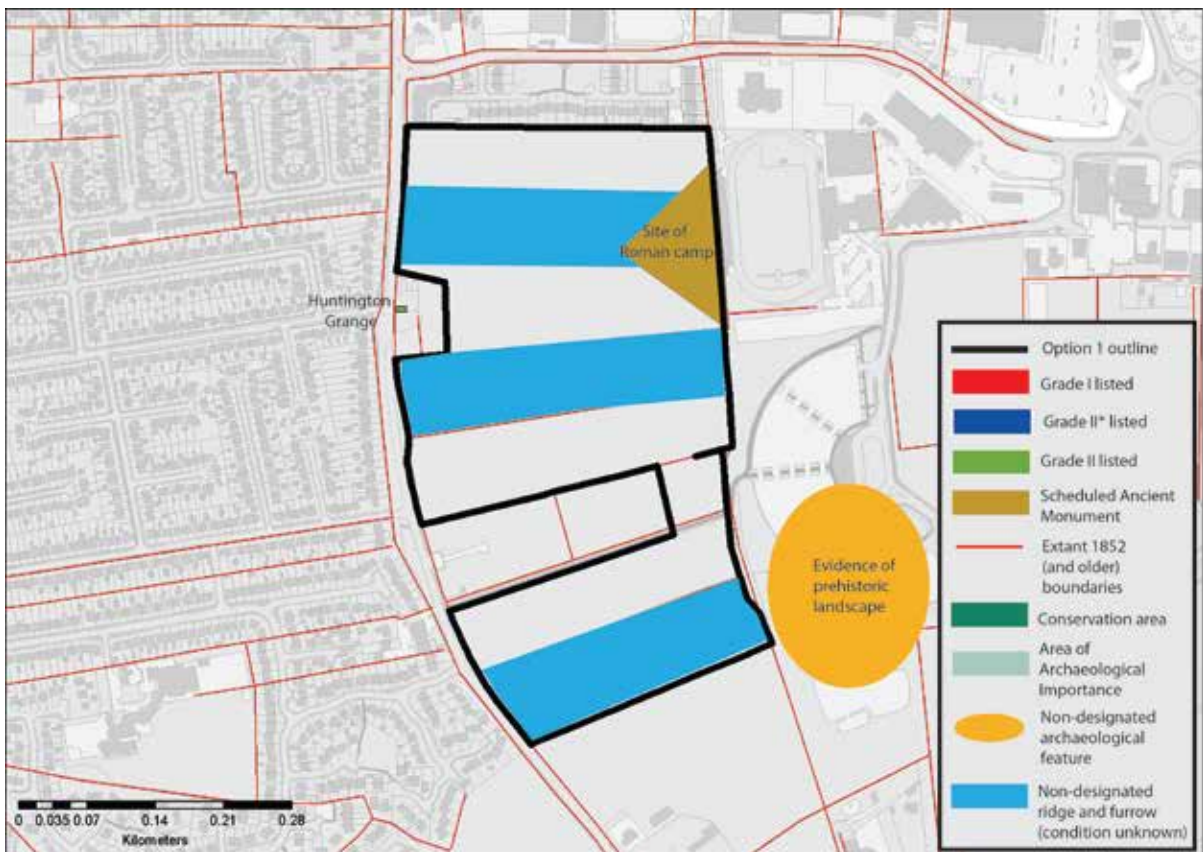 Site of
Roman camp
Huntington
Grange
Evidence of
prehistoric
landscape
Option 1 outline
Grade I listed
Grade II* listed
Grade II listed
Scheduled Ancient
Monument
Extant 1852
(and older)
boundaries
Conservation area
Area of
Archaeological
Importance
Non-designated
archaeological
feature
Non-designated
ridge and furrow
(condition unknown)
0 0.035 0.07 0.14 0.21 0.28
Kilometers